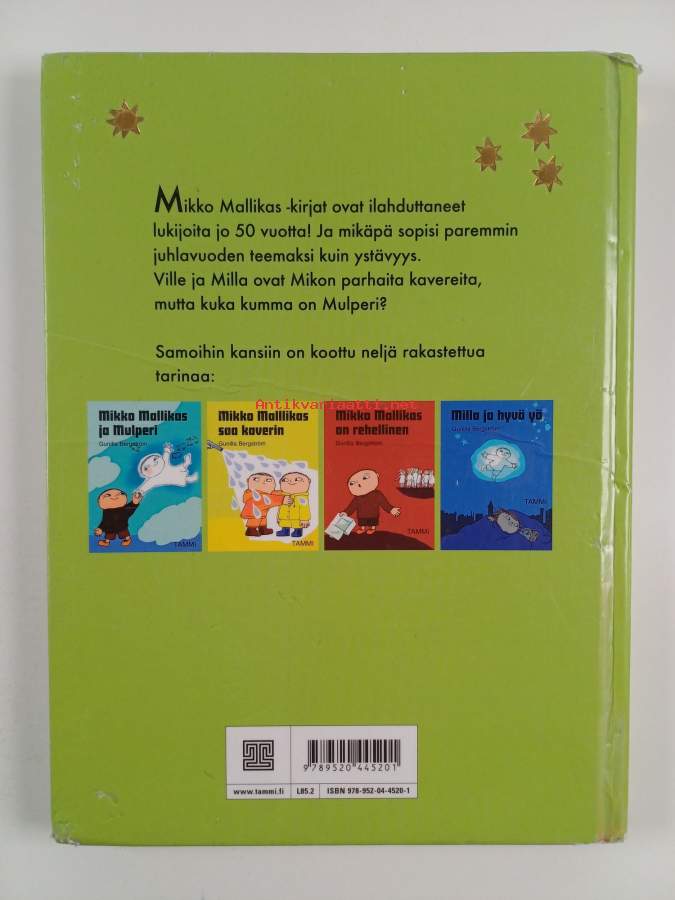 Mikko Mallikas -kirjat ovat ilahduttaneet
lukijoita jo 50 vuotta! Ja mikäpä sopisi paremmin
juhlavuoden teemaksi kuin ystävyys.
Ville ja Milla ovat Mikon parhaita kavereita,
mutta kuka kumma on Mulperi?
Samoihin kansiin on koottu neljä rakastettua
tarinaa:
Antikvariaatti.net
Mikko Mallikas
ja Mulperi
Gunilla Bergström
TAMMI
Mikko Malllikas
saa kaverin
Gunilla Bergström
TAMMI
Mikko Mallikas
on rehellinen
Gunilla Bergström
TAMMI
Milla ja hyvä yö
Gunilla Bergström
TAMMI
9 789520 445201
www.tammi.fi L85.2 ISBN 978-952-04-4520-1